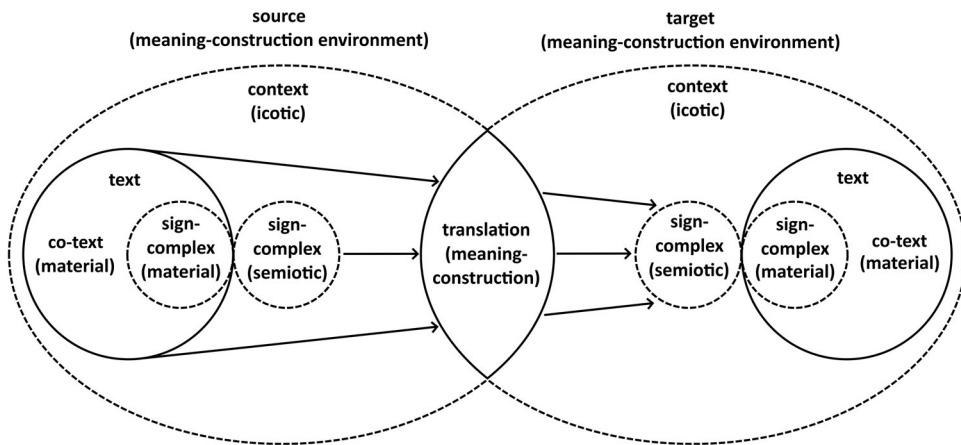 source
(meaning-construction environment)
target
(meaning-construction environment)
context
(icotic)
context
(icotic)
text
co-text
(material)
sign-
complex
(material)
sign-
complex
(semiotic)
translation
(meaning-
construction)
sign-
complex
(semiotic)
sign-
complex
(material)
text
co-text
(material)